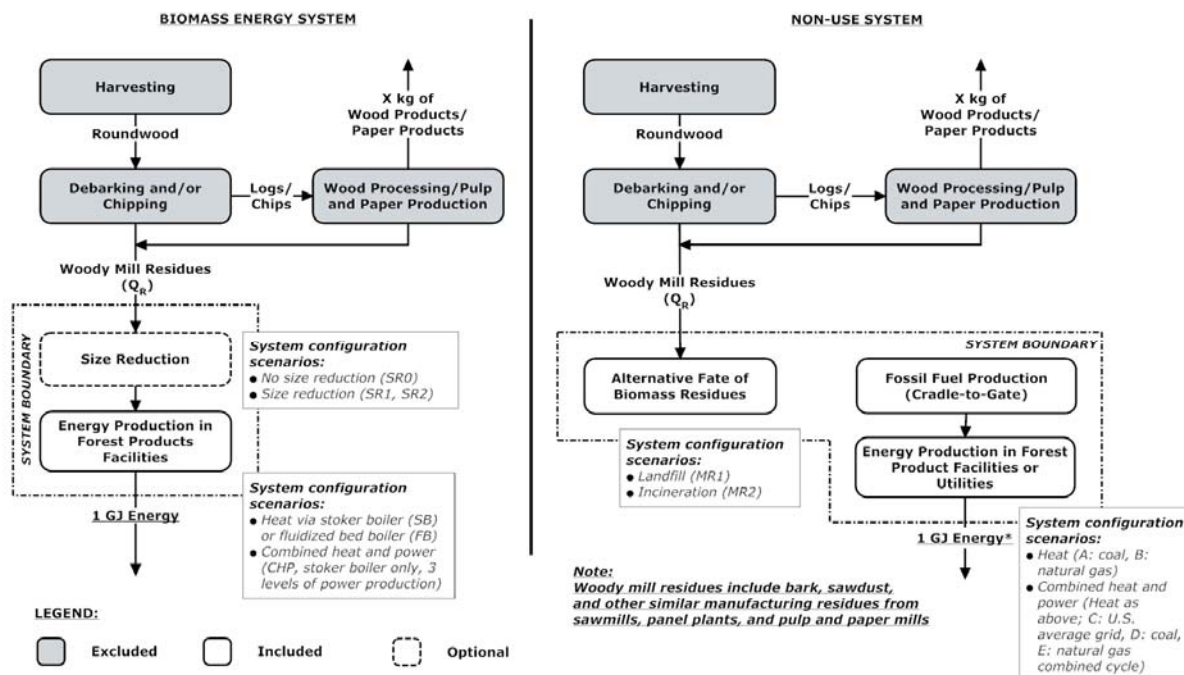 BIOMASS ENERGY SYSTEM
Harvesting
Roundwood
X kg of
Wood Products/
Paper Products
Debarking and/or
Chipping
Logs/
Chips
Wood Processing/Pulp
and Paper Production
Woody Mill Residues
(QR)
SYSTEM BOUNDARY
Size Reduction
System configuration
scenarios:
● No size reduction (SR0)
● Size reduction (SR1, SR2)
Energy Production in
Forest Products
Facilities
1 GJ Energy
System configuration
scenarios:
● Heat via stoker boiler (SB)
or fluidized bed boiler (FB)
● Combined heat and power
(CHP, stoker boiler only, 3
levels of power production)
LEGEND:
Excluded
Included
Optional
NON-USE SYSTEM
Harvesting
Roundwood
X kg of
Wood Products/
Paper Products
Debarking and/or
Chipping
Logs/
Chips
Wood Processing/Pulp
and Paper Production
Woody Mill Residues
(QR)
SYSTEM BOUNDARY
Alternative Fate of
Biomass Residues
Fossil Fuel Production
(Cradle-to-Gate)
System configuration
scenarios:
● Landfill (MR1)
● Incineration (MR2)
Energy Production in Forest
Product Facilities or
Utilities
1 GJ Energy*
System configuration
scenarios:
● Heat (A: coal, B:
natural gas)
● Combined heat and
power (Heat as
above; C: U.S.
average grid, D: coal,
E: natural gas
combined cycle)
Note:
Woody mill residues include bark, sawdust,
and other similar manufacturing residues from
sawmills, panel plants, and pulp and paper mills